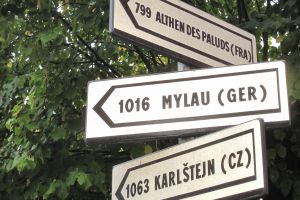 799 ALTHEN DES PALUDS (FRA)
1016 MYLAU (GER)
1063 KARLŠTEJN (CZ)